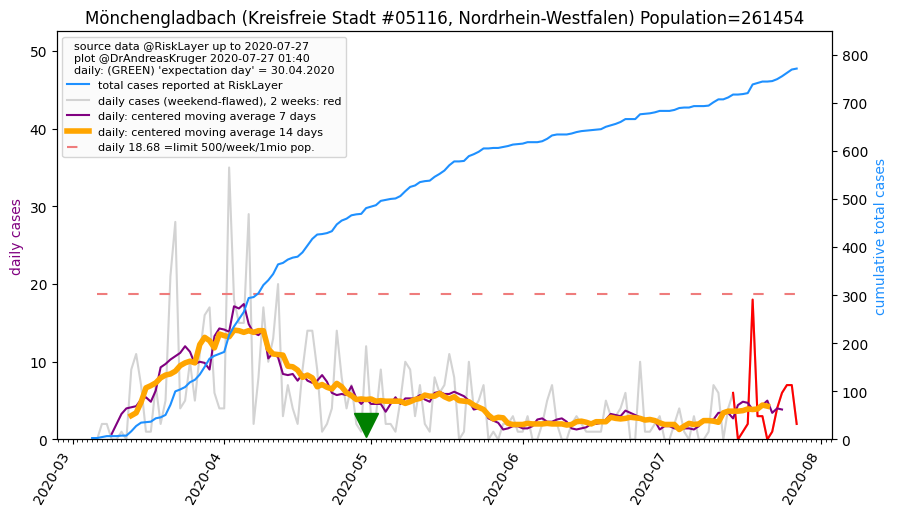 Mönchengladbach (Kreisfreie Stadt #05116, Nordrhein-Westfalen) Population=261454
source data @RiskLayer up to 2020-07-27
plot @DrAndreasKruger 2020-07-27 01:40
daily: (GREEN) 'expectation day' = 30.04.2020
total cases reported at RiskLayer
daily cases (weekend-flawed), 2 weeks: red
daily: centered moving average 7 days
daily: centered moving average 14 days
daily 18.68 =limit 500/week/1mio pop.
daily cases
50
40
30
20
10
0
cumulative total cases
800
700
600
500
400
300
200
100
0
2020-03
2020-04
2020-05
2020-06
2020-07
2020-08